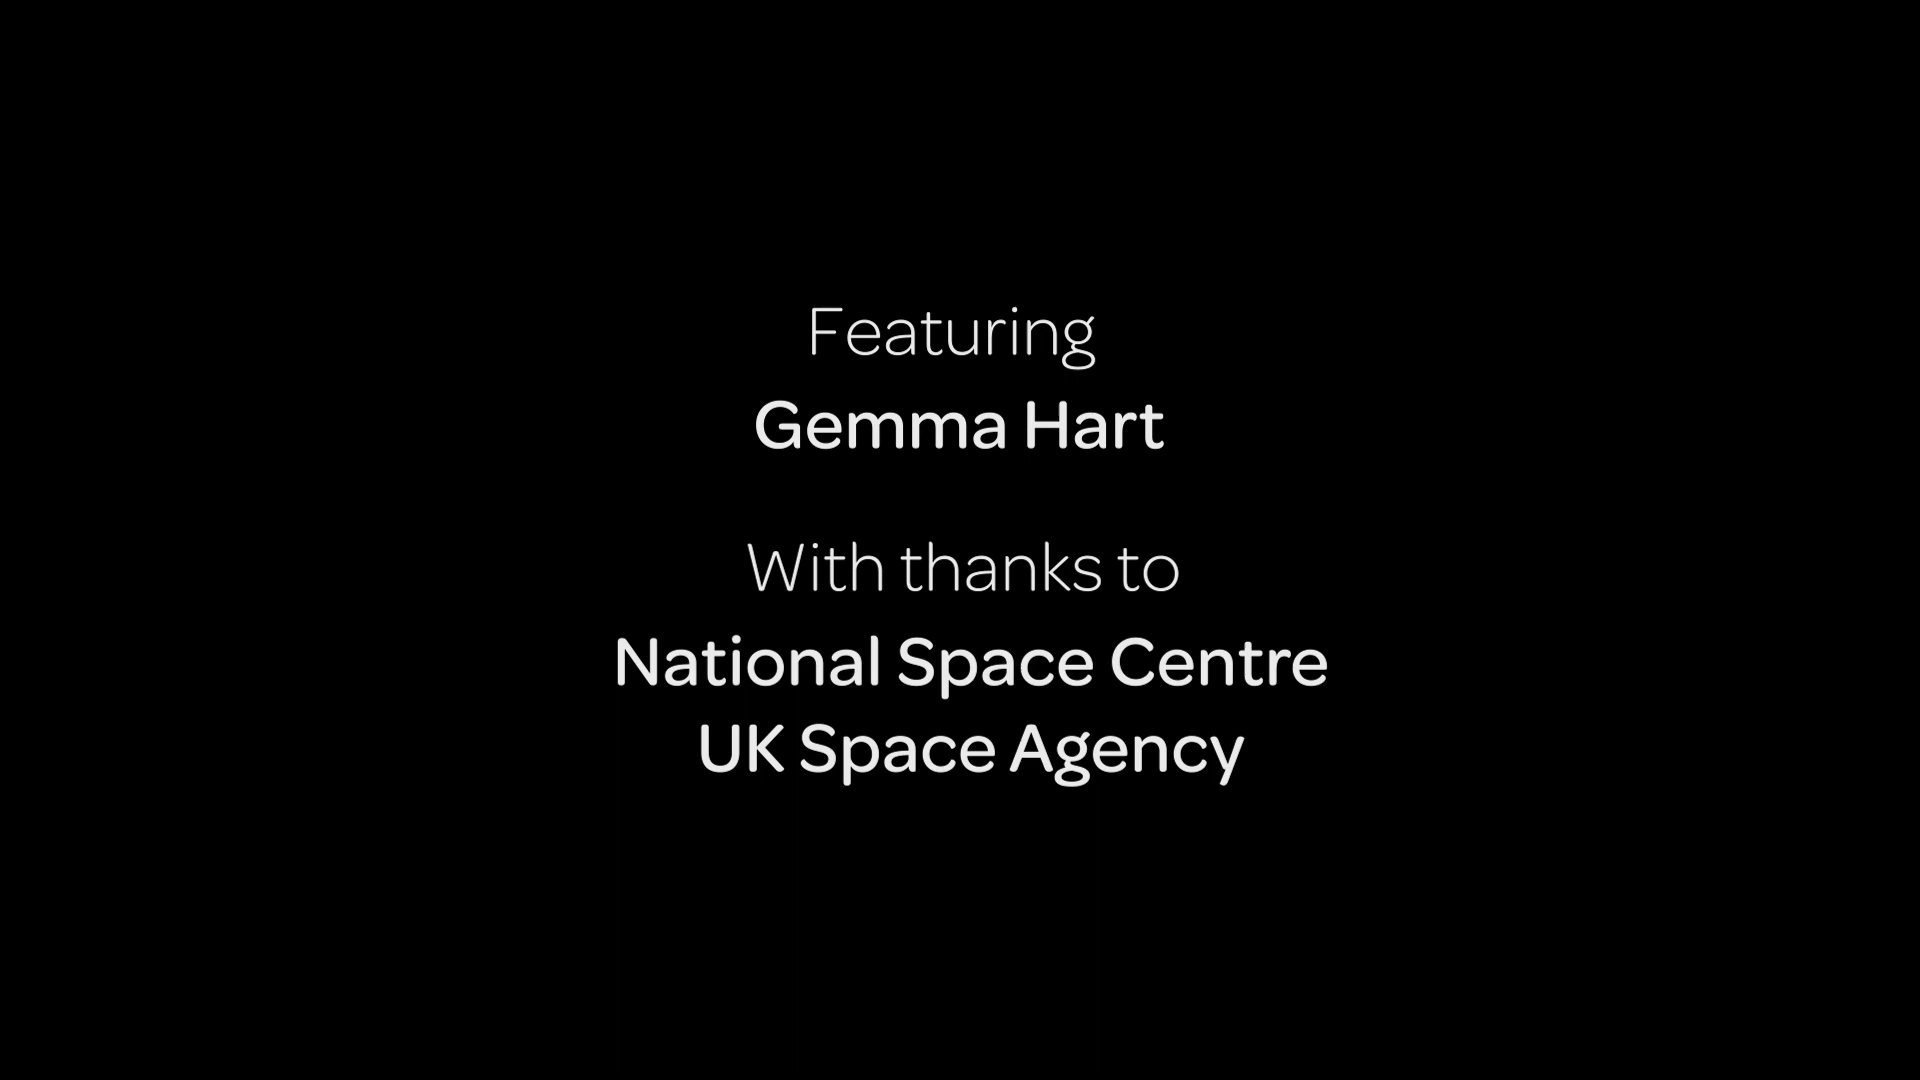 Featuring
Gemma Hart
With thanks to
National Space Centre
UK Space Agency